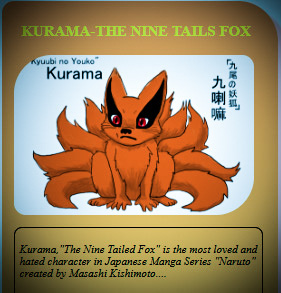 KURAMA-THE NINE TAILS FOX
Kyuubi no Youko"
Kurama
『九尾の妖狐』
九喇嘛
Kurama,"The Nine Tailed Fox" is the most loved and
hated character in Japanese Manga Series "Naruto"
created by Masashi Kishimoto....